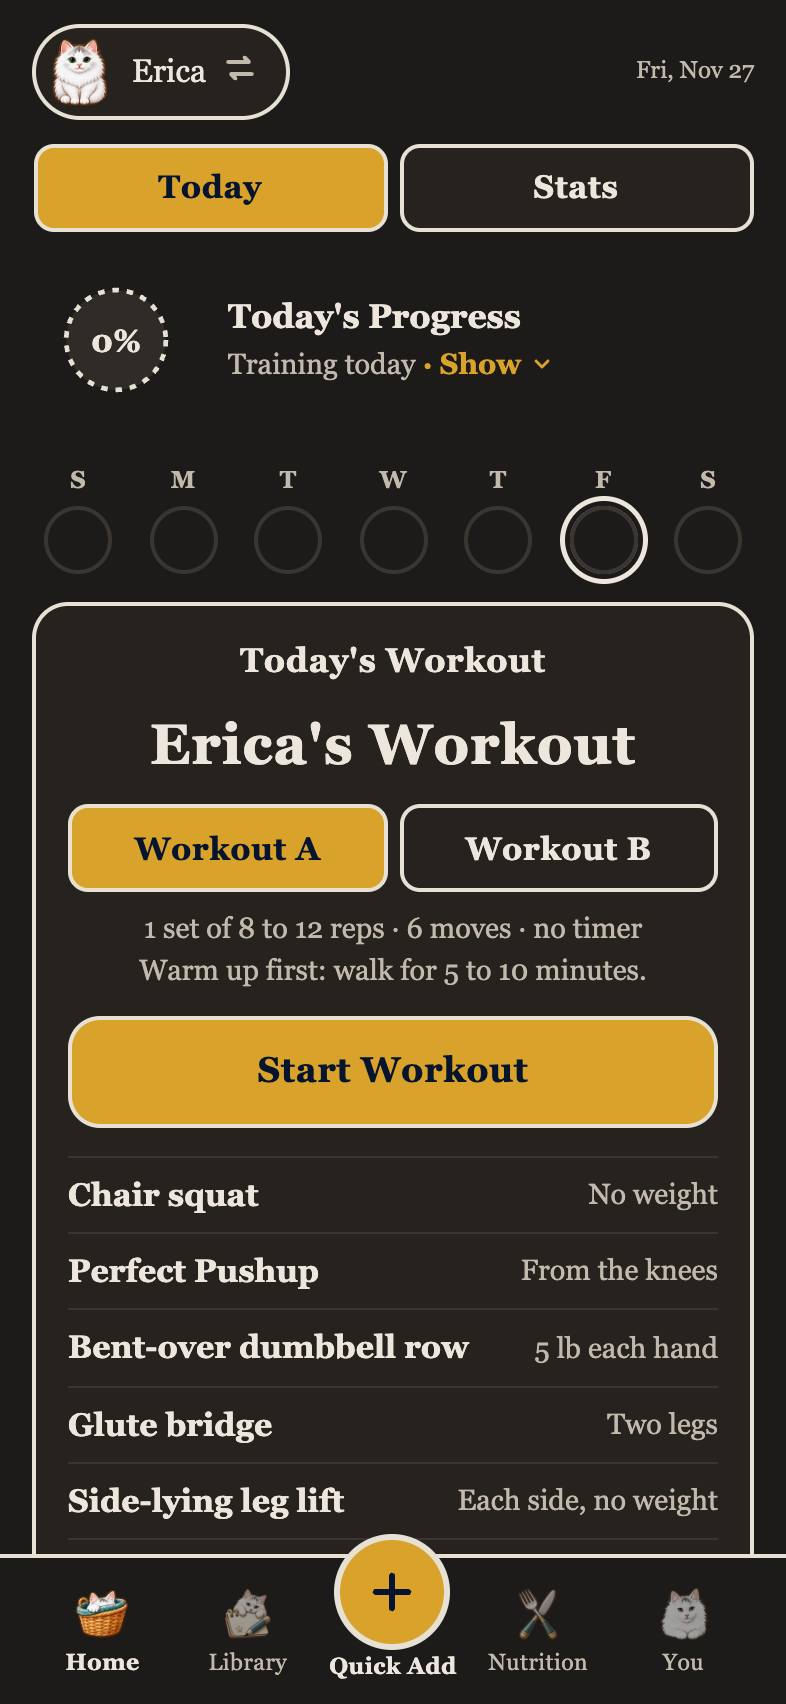 Erica
Fri, Nov 27
Today
Stats
0%
Today's Progress
Training today · Show
S M T W T F S
Today's Workout
Erica's Workout
Workout A
Workout B
1 set of 8 to 12 reps · 6 moves · no timer
Warm up first: walk for 5 to 10 minutes.
Start Workout
Chair squat No weight
Perfect Pushup From the knees
Bent-over dumbbell row 5 lb each hand
Glute bridge Two legs
Side-lying leg lift Each side, no weight
Home
Library
Quick Add
Nutrition
You